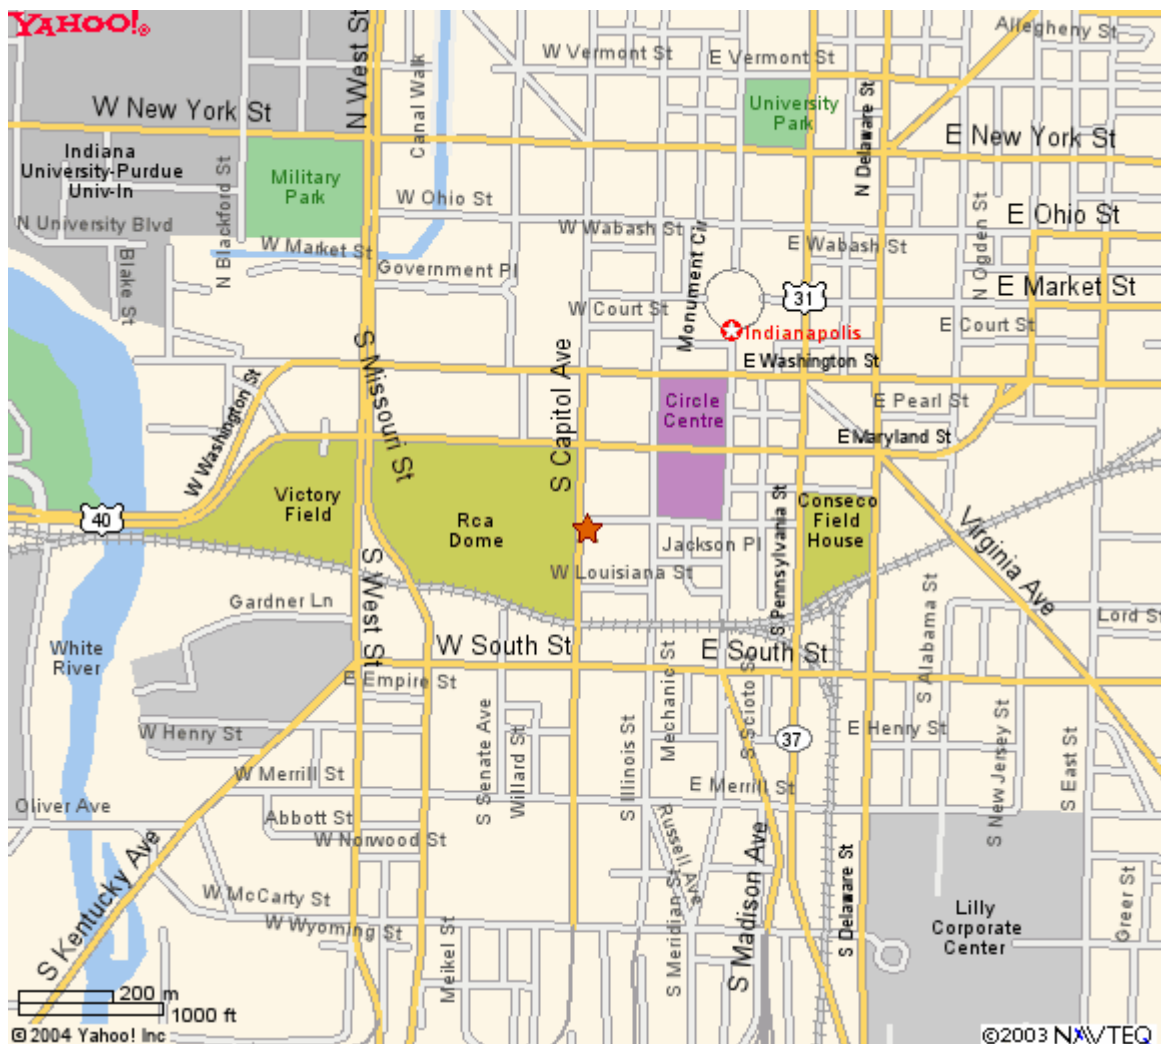 YAHOO!®
Allegheny St
W Vermont St
E Vermont St
N West St
Canal Walk
W New York St
University
Park
N Delaware St
E New York St
Indiana
University-Purdue
Univ-In
Military
Park
N Blackford St
W Ohio St
N University Blvd
E Ohio St
W Wabash St
E Wabash St
N Ogden St
Blake St
W Market St
Government Pl
Monument Cir
31
E Market St
W Court St
E Court St
Indianapolis
S Missouri St
S Capitol Ave
E Washington St
W Washington St
Circle
Centre
E Pearl St
E Maryland St
Victory
Field
40
Rca
Dome
Conseco
Field
House
S Pennsylvania St
Virginia Ave
Jackson Pl
W Louisiana St
S West St
Gardner Ln
S Alabama St
Lord St
White
River
W South St
E South St
E Empire St
Mechanic St
S Scioto St
W Henry St
37
E Henry St
S Senate Ave
Willard St
S Illinois St
S New Jersey St
S East St
W Merrill St
E Merrill St
Oliver Ave
Abbott St
W Norwood St
Russell Ave
S Kentucky Ave
S Madison Ave
S Delaware St
W McCarty St
S Meridian St
Lilly
Corporate
Center
Greer St
W Wyoming St
Meikel St
200 m
1000 ft
© 2004 Yahoo! Inc
©2003 NAVTEQ